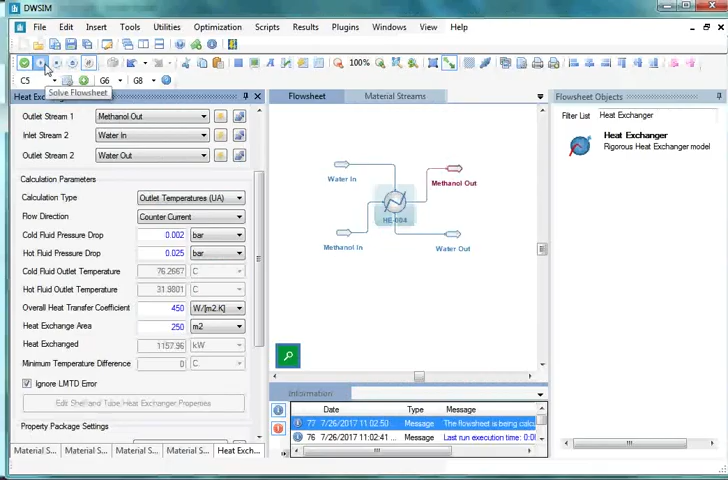 DWSIM
File Edit Insert Tools Utilities Optimization Scripts Results Plugins Windows View Help
100%
C5 G6 G8
Solve Flowsheet
Heat Exchanger
Outlet Stream 1 Methanol Out
Inlet Stream 2 Water In
Outlet Stream 2 Water Out
Calculation Parameters
Calculation Type Outlet Temperatures (UA)
Flow Direction Counter Current
Cold Fluid Pressure Drop 0.002 bar
Hot Fluid Pressure Drop 0.025 bar
Cold Fluid Outlet Temperature 76.2667 C
Hot Fluid Outlet Temperature 31.9801 C
Overall Heat Transfer Coefficient 450 W/[m2.K]
Heat Exchange Area 250 m2
Heat Exchanged 1157.96 kW
Minimum Temperature Difference 0 C.
Ignore LMTD Error
Edit Shell and Tube Heat Exchanger Properties
Property Package Settings
Material S... Material S... Material S... Material S... Heat Exch...
Flowsheet Material Streams
Water In
Methanol Out
HE-004
Methanol In
Water Out
Information
Date Type Message
77 7/26/2017 11:02:50 Message The flowsheet is being calcu
76 7/26/2017 11:02:41 Message Last run execution time: 0:0
Flowsheet Objects
Filter List Heat Exchanger
Heat Exchanger
Rigorous Heat Exchanger model